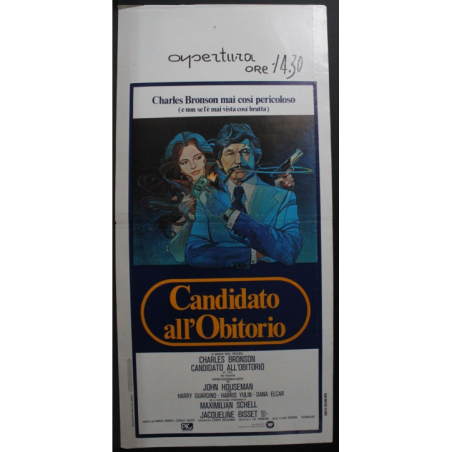 apertura
ORE 14.30
Charles Bronson mai così pericoloso
(e non se l'è mai vista così brutta)
Candidato
all'Obitorio
CHARLES BRONSON
CANDIDATO ALL'OBITORIO
JOHN HOUSEMAN
HARRY GUARDINO · HARRIS YULIN · DANA ELCAR
MAXIMILIAN SCHELL
JACQUELINE BISSET